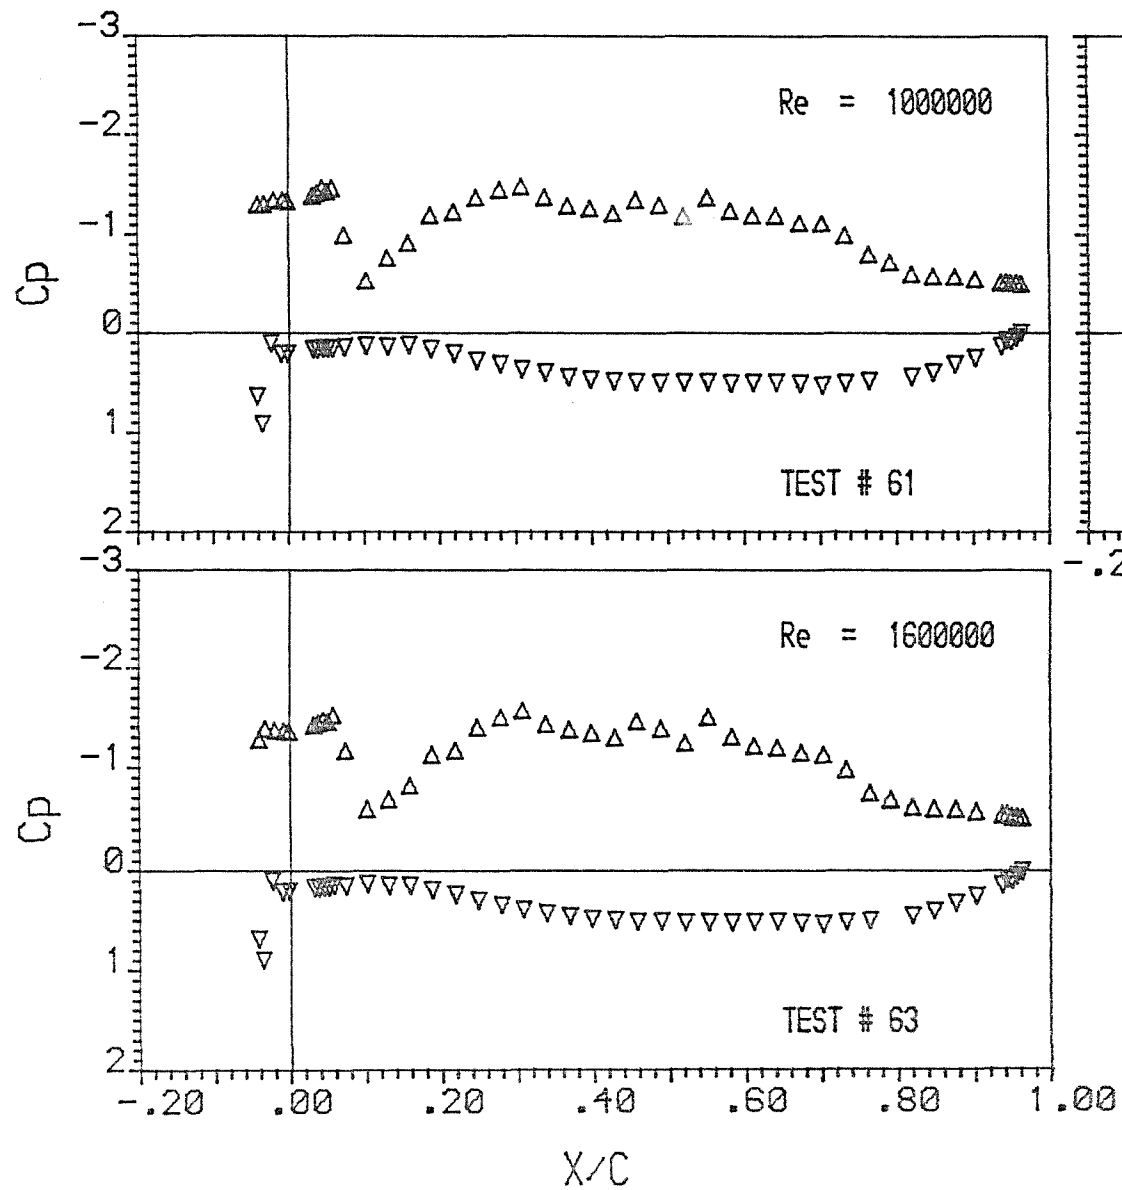 -3
Re = 1000000
-2
-1
Cp
0
1
TEST # 61
2
-3
-.2
Re = 1600000
-2
-1
Cp
0
1
TEST # 63
2
-.20 .00 .20 .40 .60 .80 1.00
X/C